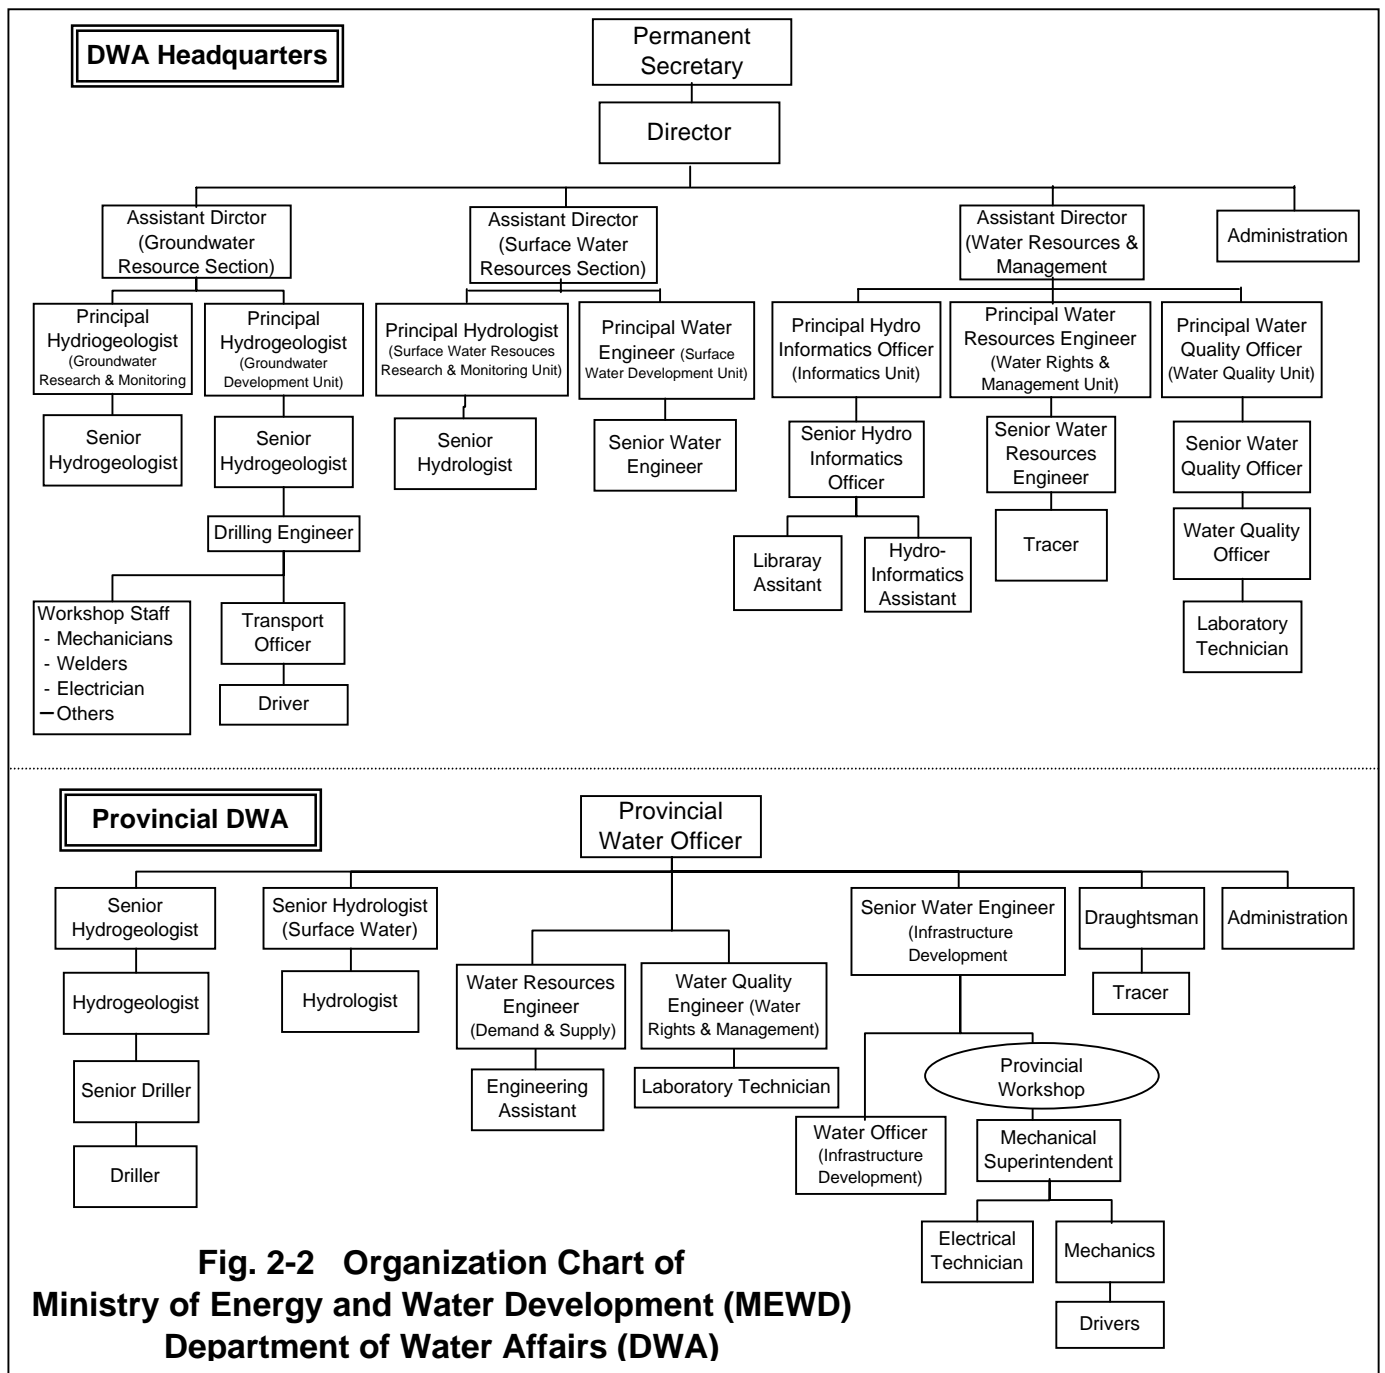 DWA Headquarters
Permanent
Secretary
Director
Assistant Dirctor
(Groundwater
Resource Section)
Assistant Director
(Surface Water
Resources Section)
Assistant Director
(Water Resources &
Management
Administration
Principal
Hydriogeologist
(Groundwater
Research & Monitoring
Principal
Hydrogeologist
(Groundwater
Development Unit)
Principal Hydrologist
(Surface Water Resouces
Research & Monitoring Unit)
Principal Water
Engineer (Surface
Water Development Unit)
Principal Hydro
Informatics Officer
(Informatics Unit)
Principal Water
Resources Engineer
(Water Rights &
Management Unit)
Principal Water
Quality Officer
(Water Quality Unit)
Senior
Hydrogeologist
Senior
Hydrogeologist
Senior
Hydrologist
Senior Water
Engineer
Senior Hydro
Informatics
Officer
Senior Water
Resources
Engineer
Senior Water
Quality Officer
Drilling Engineer
Libraray
Assitant
Hydro-
Informatics
Assistant
Tracer
Water Quality
Officer
Workshop Staff
- Mechanicians
- Welders
- Electrician
- Others
Transport
Officer
Laboratory
Technician
Driver
Provincial DWA
Provincial
Water Officer
Senior
Hydrogeologist
Senior Hydrologist
(Surface Water)
Senior Water Engineer
(Infrastructure
Development
Draughtsman
Administration
Hydrogeologist
Hydrologist
Water Resources
Engineer
(Demand & Supply)
Water Quality
Engineer (Water
Rights & Management)
Tracer
Senior Driller
Engineering
Assistant
Laboratory Technician
Provincial
Workshop
Driller
Water Officer
(Infrastructure
Development)
Mechanical
Superintendent
Electrical
Technician
Mechanics
Drivers
Fig. 2-2 Organization Chart of
Ministry of Energy and Water Development (MEWD)
Department of Water Affairs (DWA)